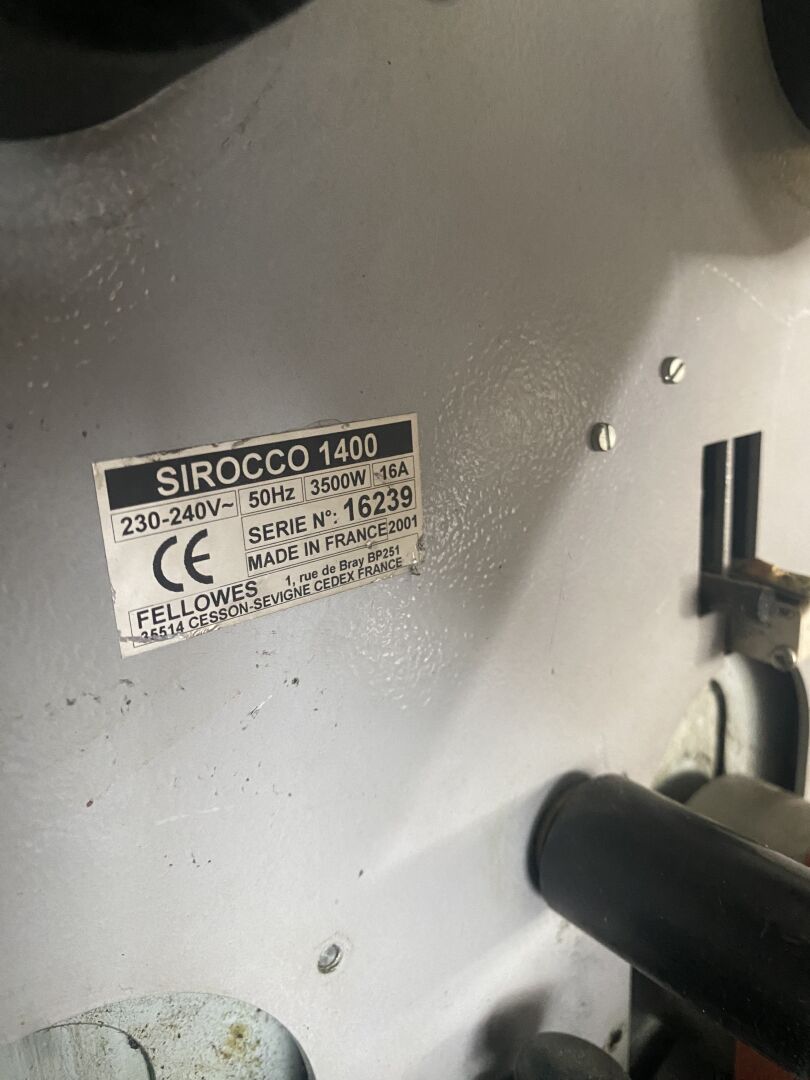 SIROCCO 1400
230-240V~ 50Hz 3500W 16A
CE SERIE N°: 16239
MADE IN FRANCE 2001
FELLOWES 1, rue de Bray BP251
35514 CESSON-SEVIGNE CEDEX FRANCE